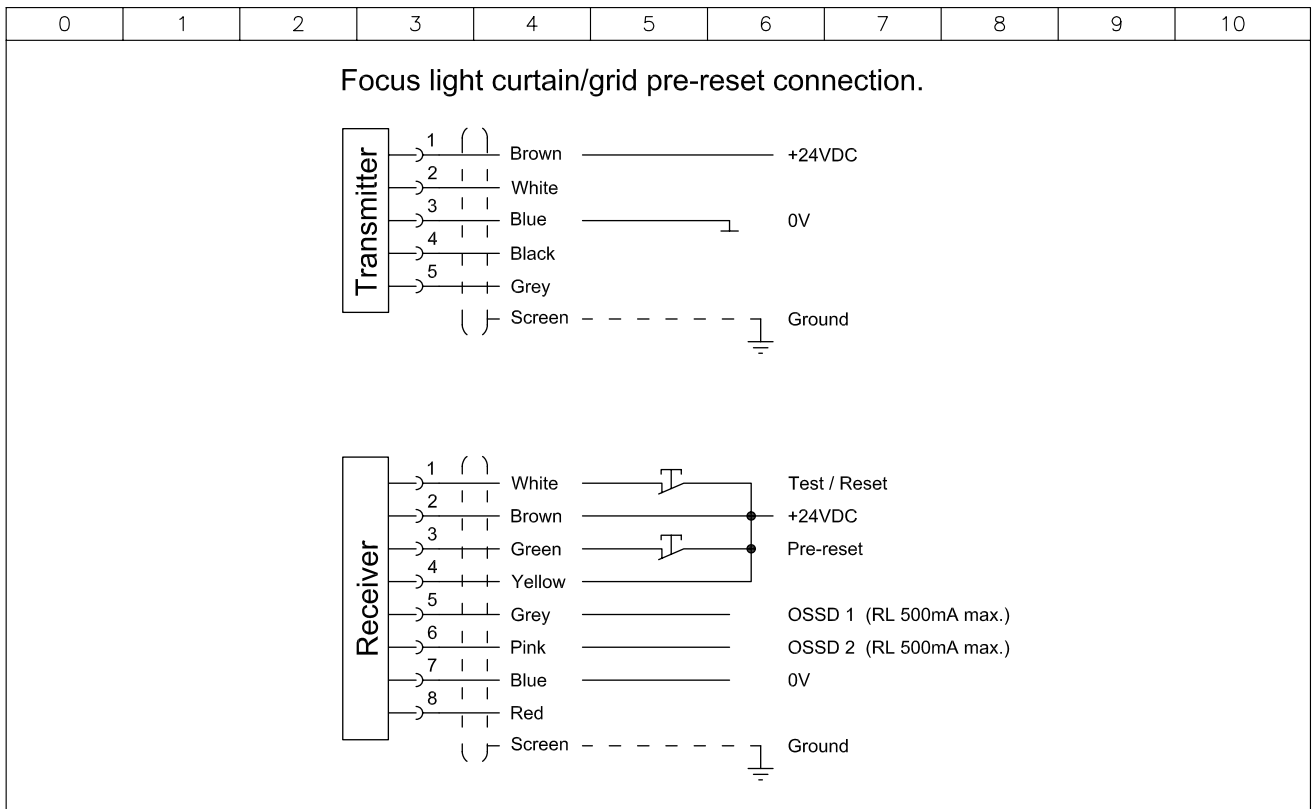 0 1 2 3 4 5 6 7 8 9 10
Focus light curtain/grid pre-reset connection.
Transmitter
1 Brown +24VDC
2 White
3 Blue 0V
4 Black
5 Grey
Screen Ground
Receiver
1 White Test / Reset
2 Brown +24VDC
3 Green Pre-reset
4 Yellow
5 Grey OSSD 1 (RL 500mA max.)
6 Pink OSSD 2 (RL 500mA max.)
7 Blue 0V
8 Red
Screen Ground